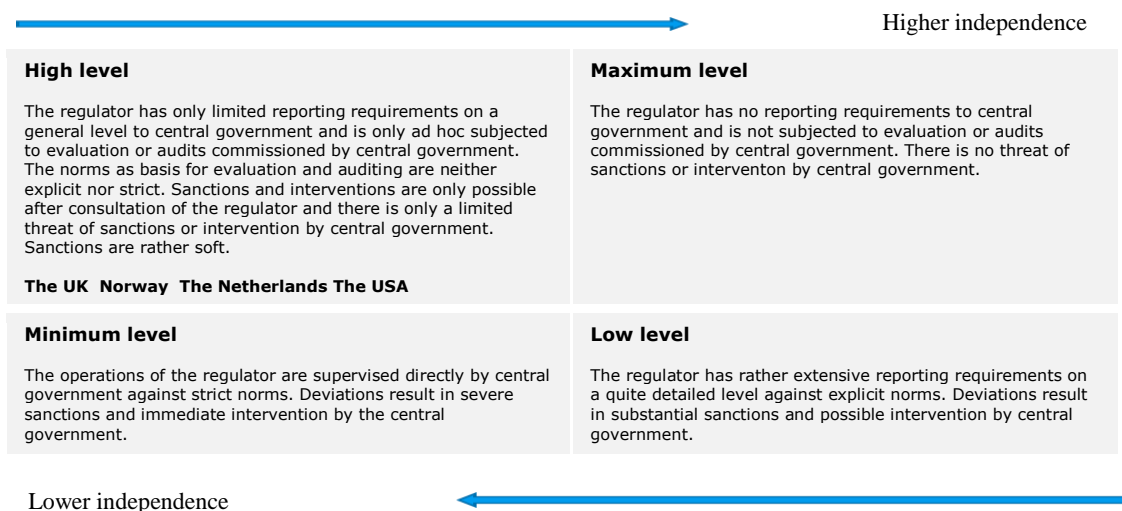 Higher independence
High level
The regulator has only limited reporting requirements on a
general level to central government and is only ad hoc subjected
to evaluation or audits commissioned by central government.
The norms as basis for evaluation and auditing are neither
explicit nor strict. Sanctions and interventions are only possible
after consultation of the regulator and there is only a limited
threat of sanctions or intervention by central government.
Sanctions are rather soft.
The UK Norway The Netherlands The USA
Maximum level
The regulator has no reporting requirements to central
government and is not subjected to evaluation or audits
commissioned by central government. There is no threat of
sanctions or interventon by central government.
Minimum level
The operations of the regulator are supervised directly by central
government against strict norms. Deviations result in severe
sanctions and immediate intervention by the central
government.
Low level
The regulator has rather extensive reporting requirements on
a quite detailed level against explicit norms. Deviations result
in substantial sanctions and possible intervention by central
government.
Lower independence